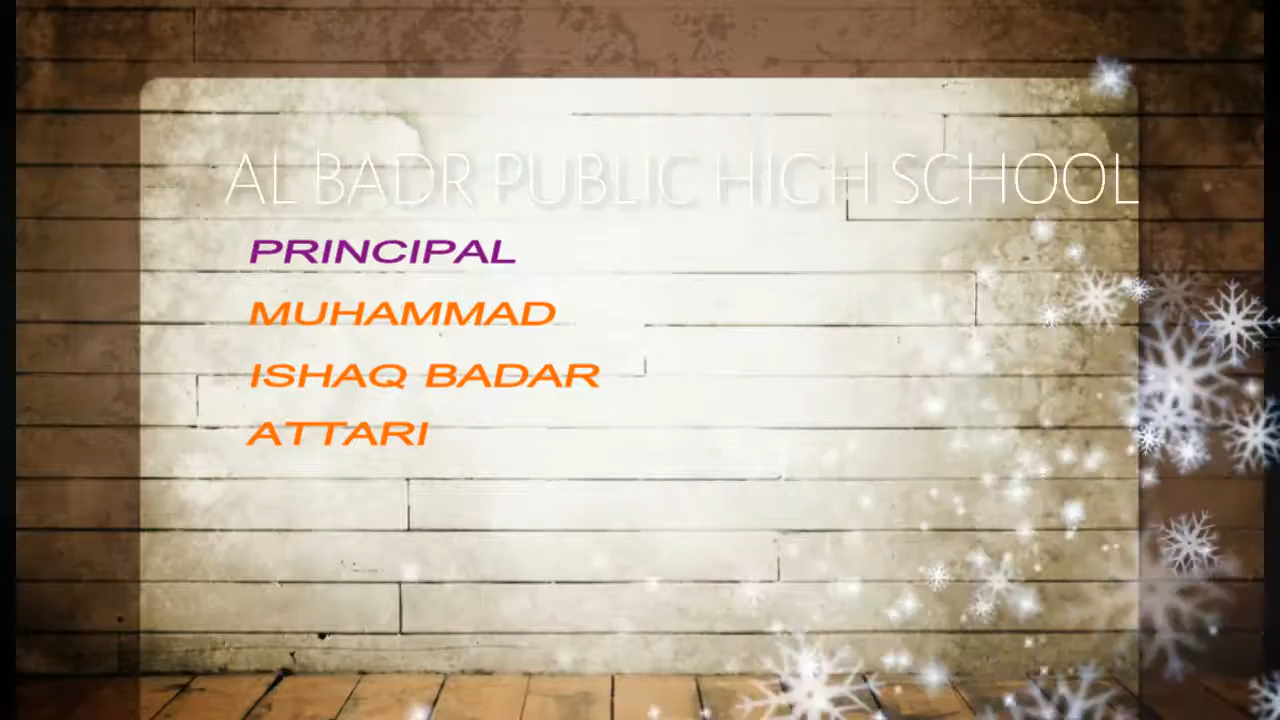 AL BADR PUBLIC HIGH SCHOOL
PRINCIPAL
MUHAMMAD
ISHAQ BADAR
ATTARI